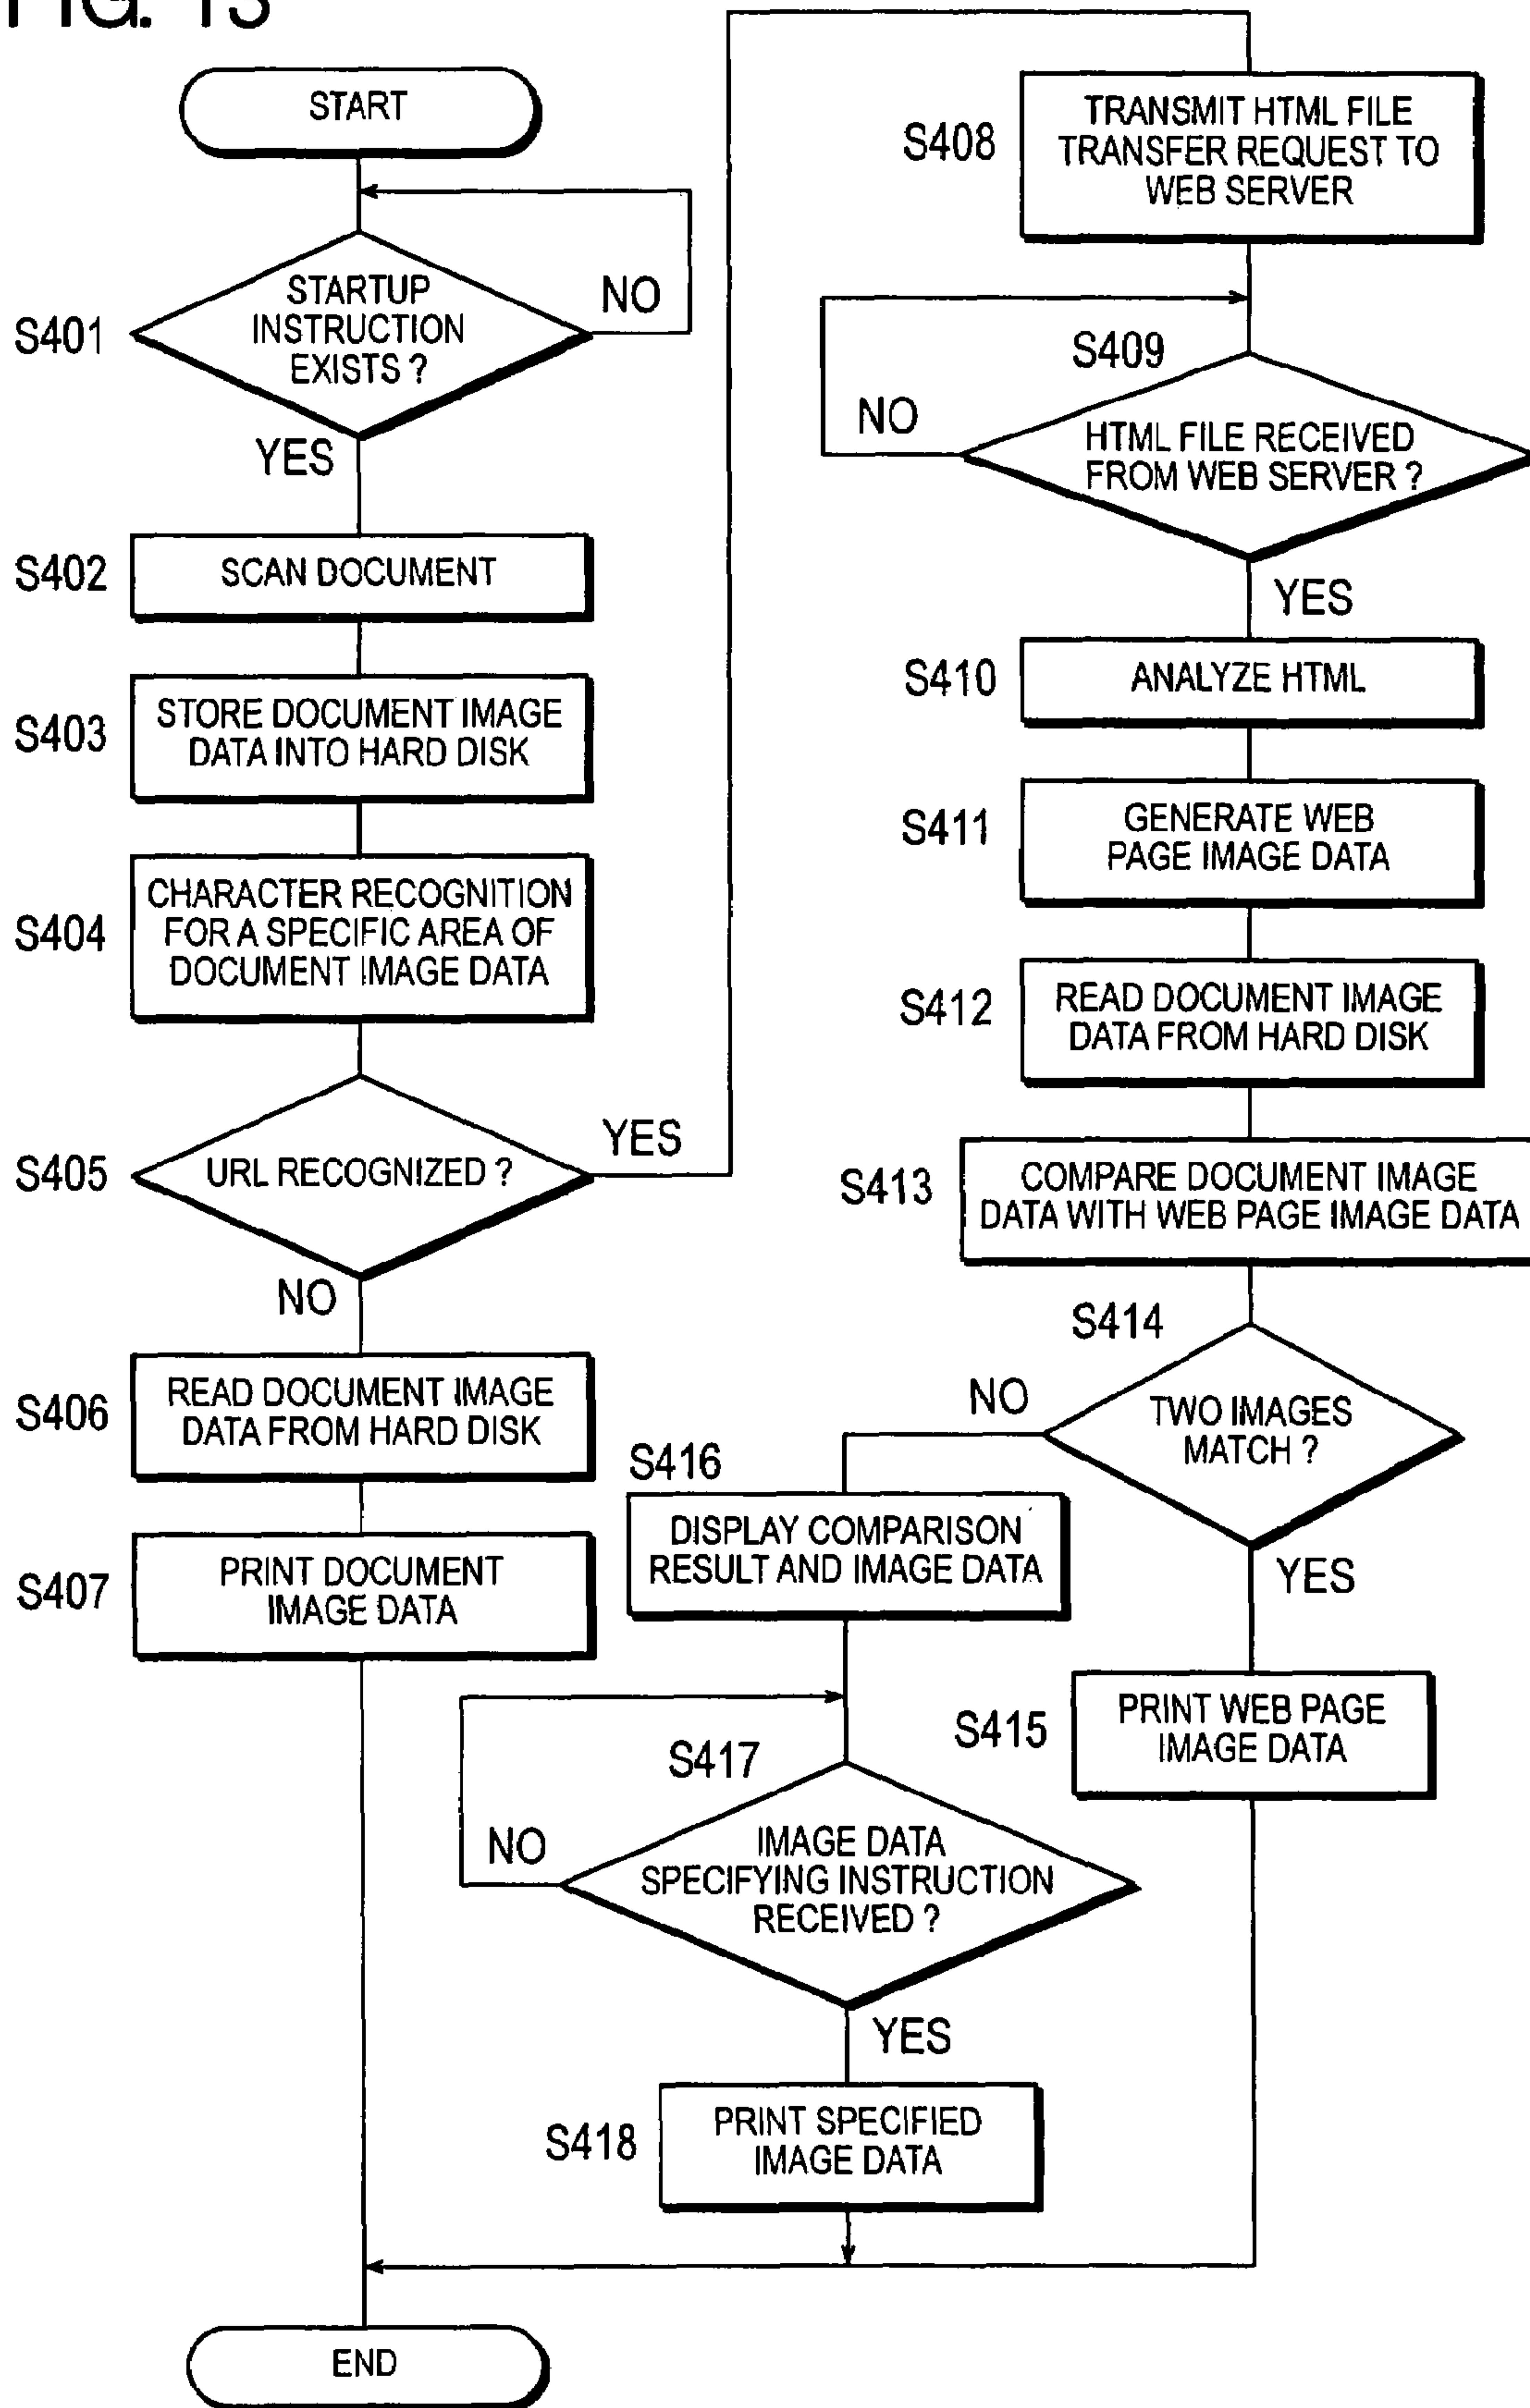 FIG. 13
START
S401
STARTUP
INSTRUCTION
EXISTS ?
NO
YES
S402
SCAN DOCUMENT
S403
STORE DOCUMENT IMAGE
DATA INTO HARD DISK
S404
CHARACTER RECOGNITION
FOR A SPECIFIC AREA OF
DOCUMENT IMAGE DATA
S405
URL RECOGNIZED ?
YES
NO
S406
READ DOCUMENT IMAGE
DATA FROM HARD DISK
S407
PRINT DOCUMENT
IMAGE DATA
S408
TRANSMIT HTML FILE
TRANSFER REQUEST TO
WEB SERVER
S409
NO
HTML FILE RECEIVED
FROM WEB SERVER ?
YES
S410
ANALYZE HTML
S411
GENERATE WEB
PAGE IMAGE DATA
S412
READ DOCUMENT IMAGE
DATA FROM HARD DISK
S413
COMPARE DOCUMENT IMAGE
DATA WITH WEB PAGE IMAGE DATA
S414
NO
TWO IMAGES
MATCH ?
YES
S415
PRINT WEB PAGE
IMAGE DATA
S416
DISPLAY COMPARISON
RESULT AND IMAGE DATA
S417
NO
IMAGE DATA
SPECIFYING INSTRUCTION
RECEIVED ?
YES
S418
PRINT SPECIFIED
IMAGE DATA
END